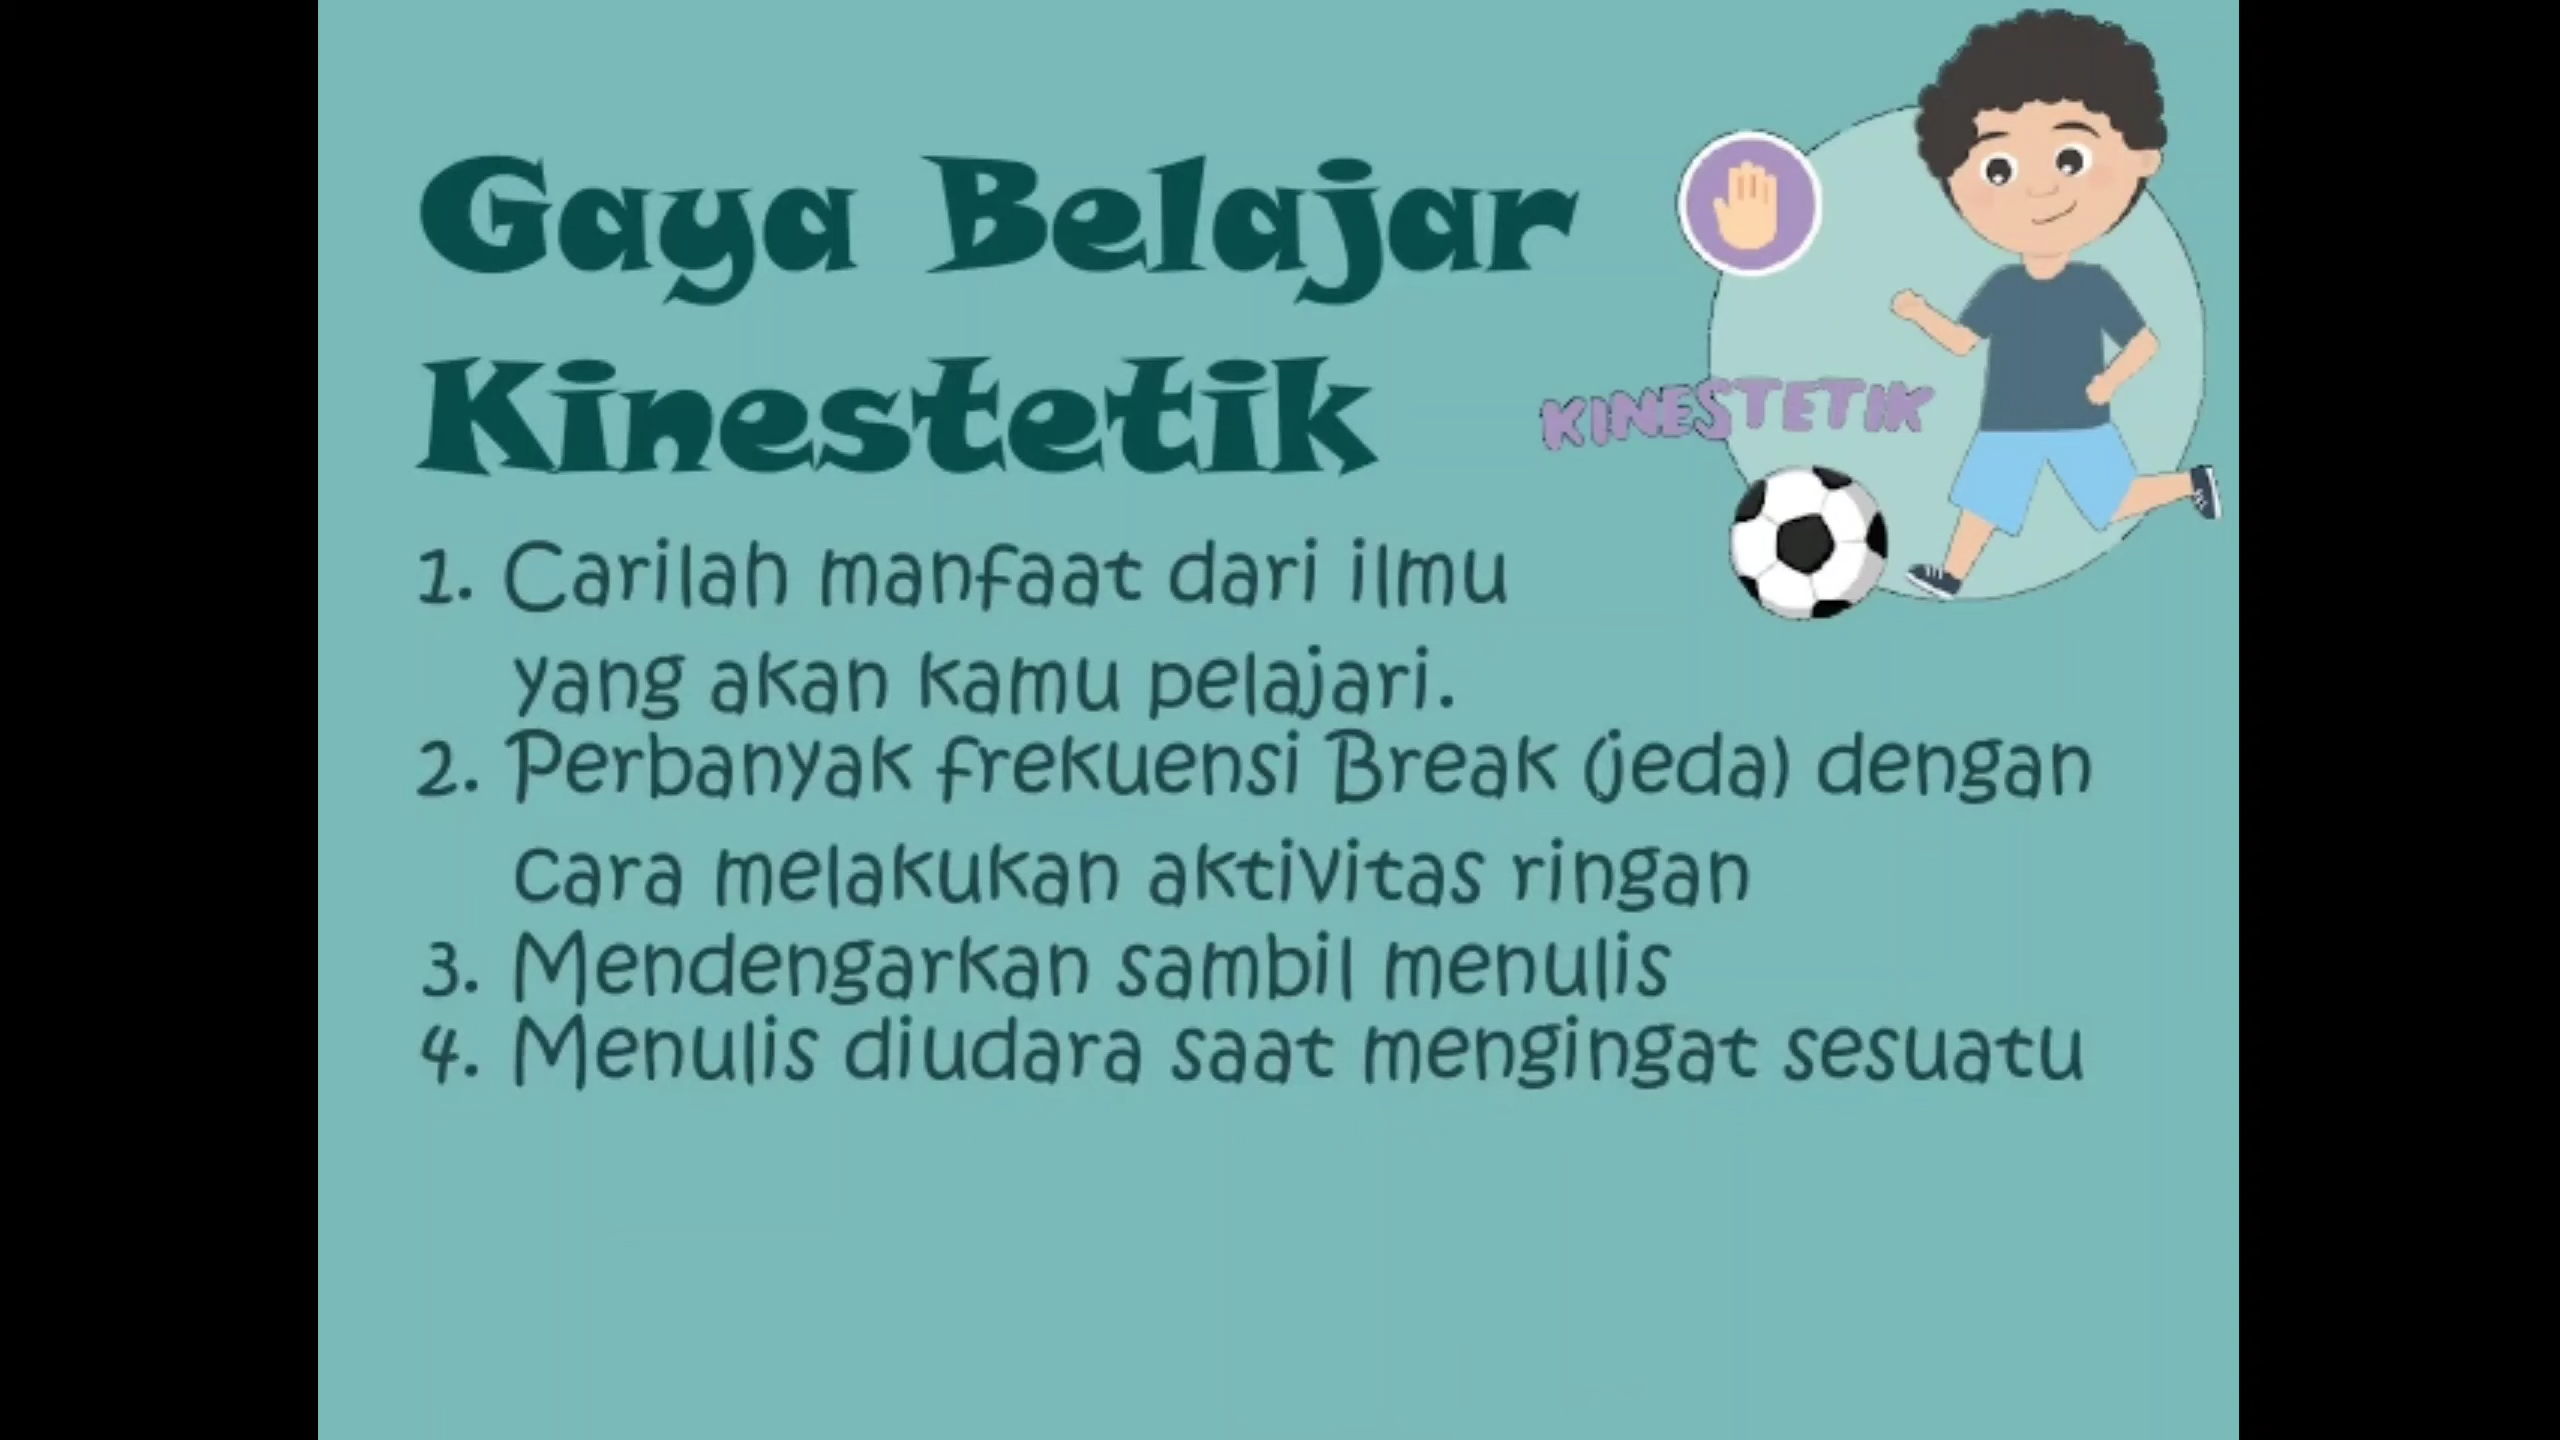 Gaya Belajar
Kinestetik
KINESTETIK
1. Carilah manfaat dari ilmu
yang akan kamu pelajari.
2. Perbanyak frekuensi Break (jeda) dengan
cara melakukan aktivitas ringan
3. Mendengarkan sambil menulis
4. Menulis diudara saat mengingat sesuatu